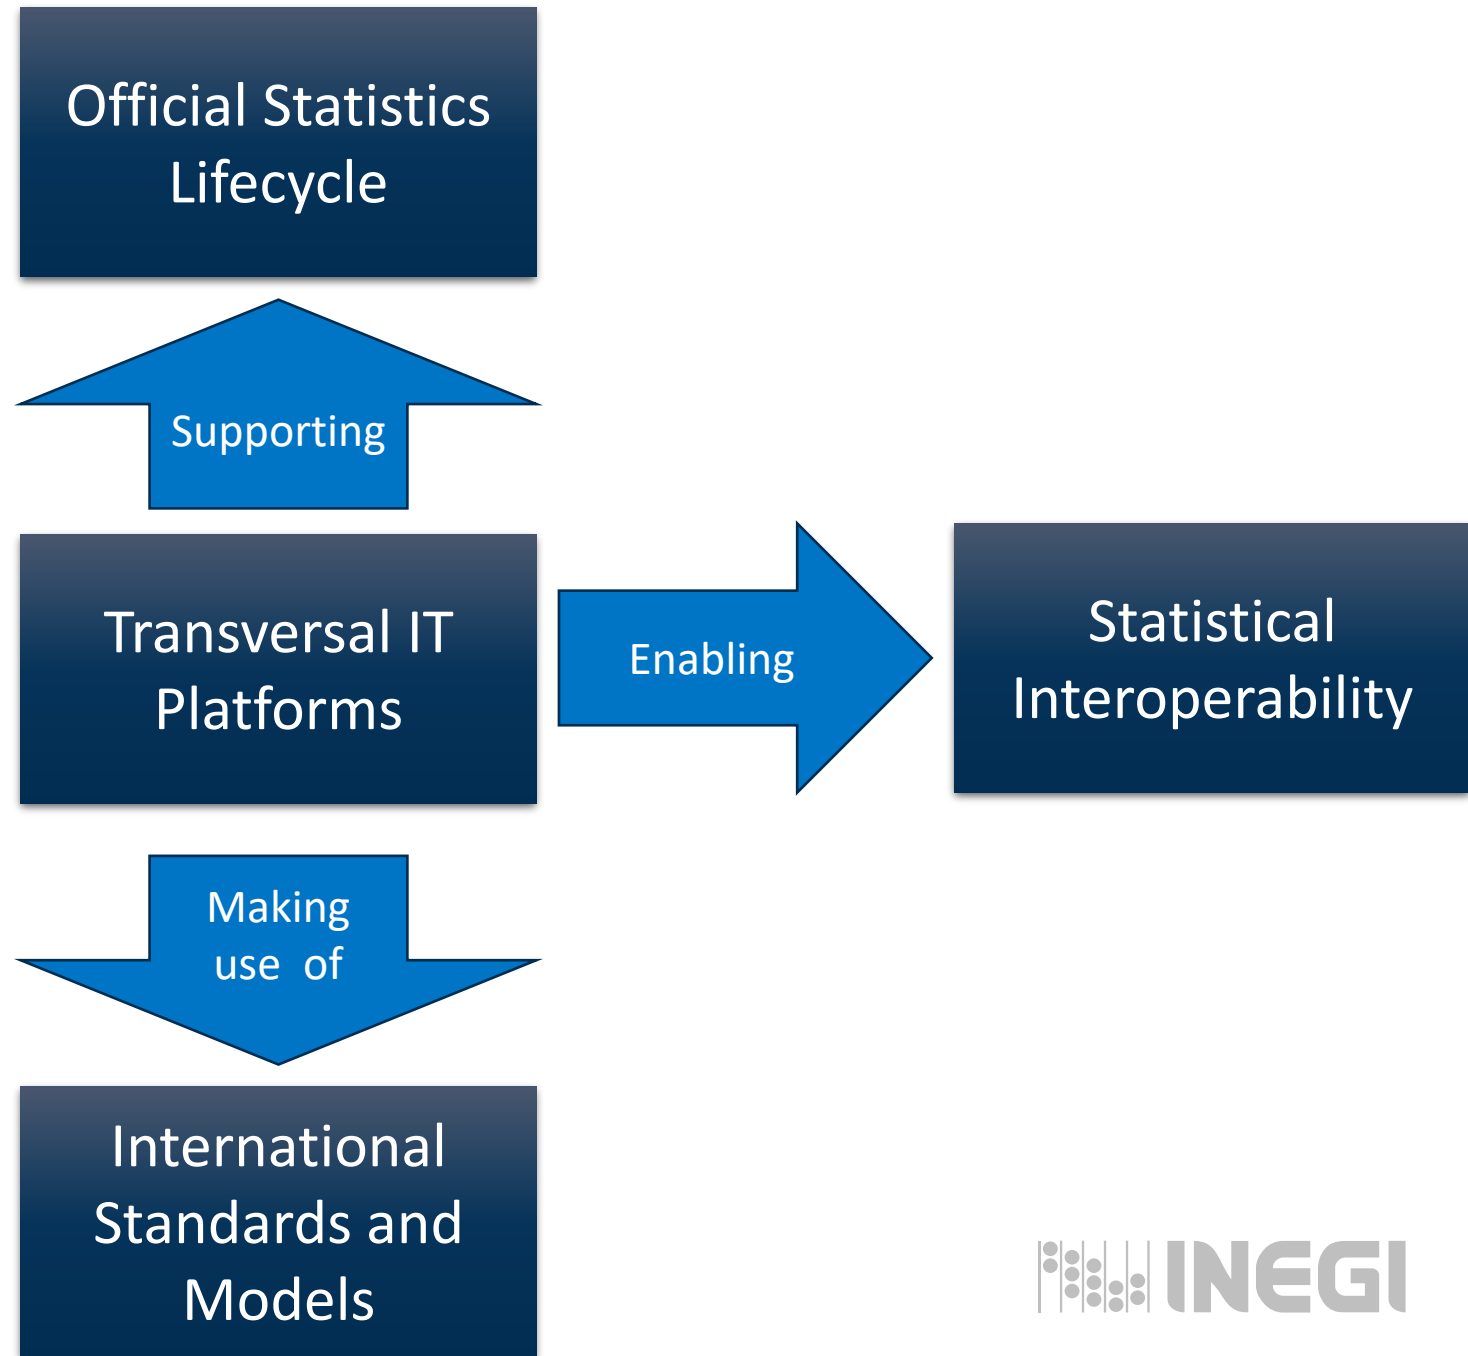 Official Statistics
Lifecycle
Supporting
Transversal IT
Platforms
Enabling
Statistical
Interoperability
Making
use of
International
Standards and
Models
INEGI